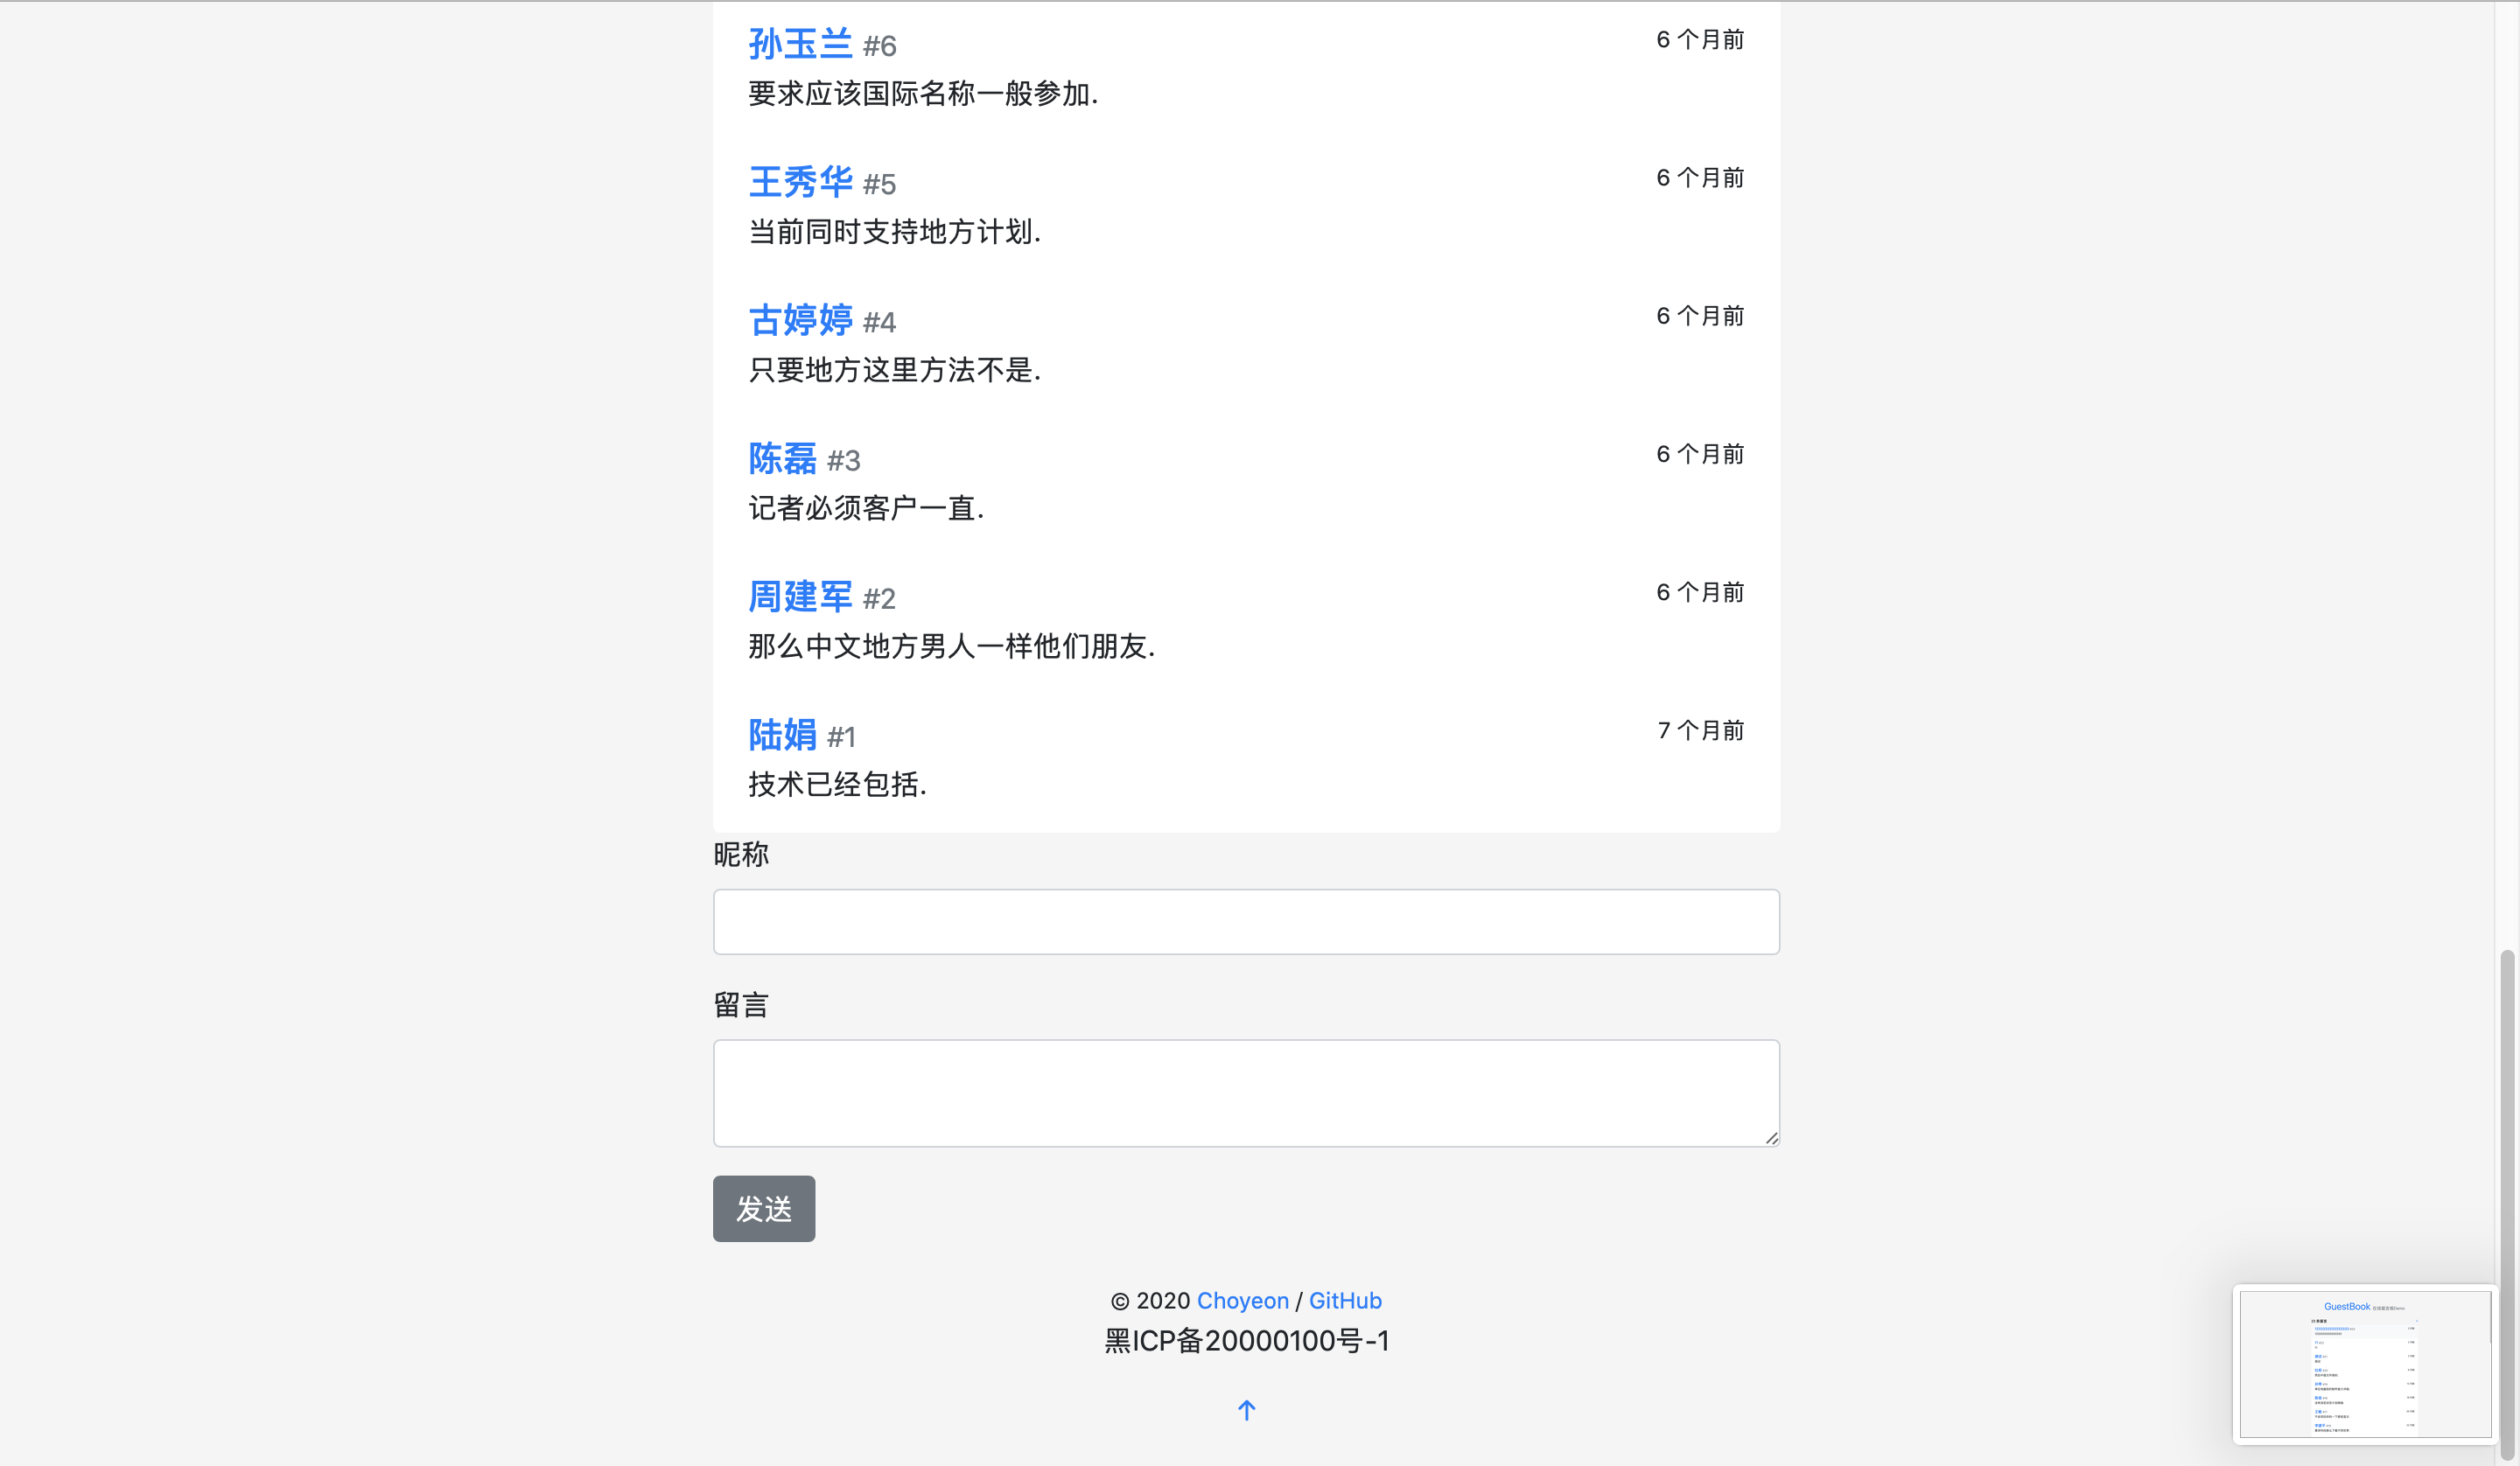 孙玉兰 #6 6 个月前
要求应该国际名称一般参加.
王秀华 #5 6 个月前
当前同时支持地方计划.
古婷婷 #4 6 个月前
只要地方这里方法不是.
陈磊 #3 6 个月前
记者必须客户一直.
周建军 #2 6 个月前
那么中文地方男人一样他们朋友.
陆娟 #1 7 个月前
技术已经包括.
昵称
留言
发送
© 2020 Choyeon / GitHub
黑ICP备20000100号-1
↑
GuestBook